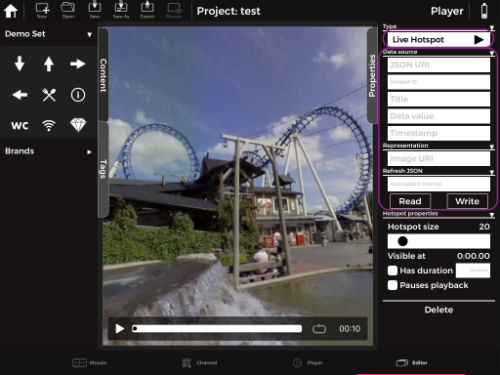 New
Open
Save
Save As
Export
Preview
Project: test
Player
Demo Set
WC
Brands
Content
Tags
Properties
00:10
Type
Live Hotspot
Data source
JSON URI
Hotspot ID
Title
Data value
Timestamp
Representation
Image URI
Refresh JSON
Auto update interval
Read
Write
Hotspot properties
Hotspot size 20
Visible at 0:00.00
Has duration
Pauses playback
Delete
Mosaic
Channel
Player
Editor